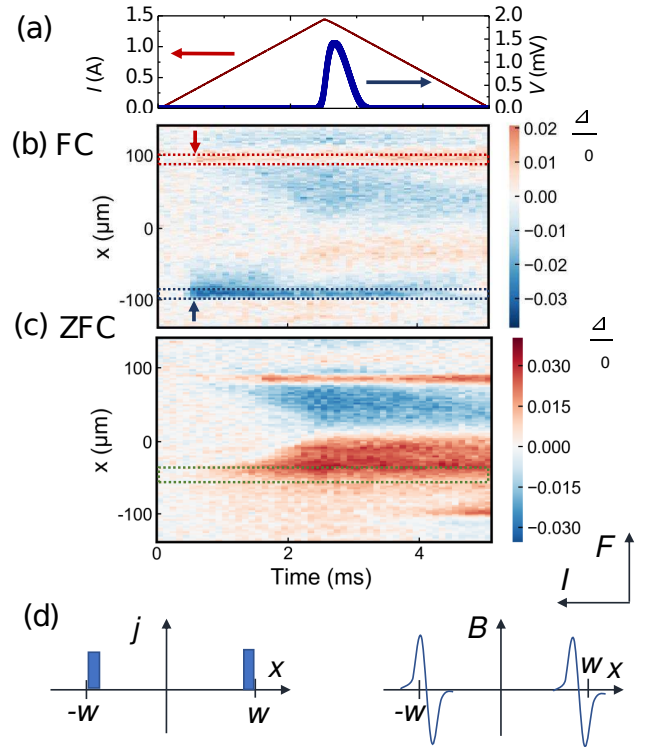 (a)
I (A)
1.5
1.0
0.5
0.0
2.0
1.5
1.0
0.5
0.0
V (mV)
(b) FC
x (µm)
100
0
-100
0.02
0.01
0.00
−0.01
−0.02
−0.03
Δ
0
(c) ZFC
x (µm)
100
0
-100
0.030
0.015
0.000
−0.015
−0.030
Δ
0
0 2 4
Time (ms)
I F
(d)
j
x
-w w
B
w x
-w